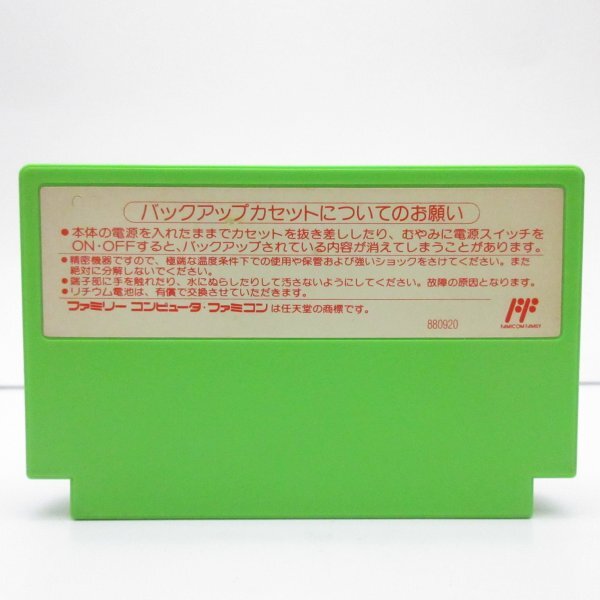 バックアップカセットについてのお願い
●本体の電源を入れたままでカセットを抜き差ししたり、むやみに電源スイッチを
ON・OFFすると、バックアップされている内容が消えてしまうことがあります。
●精密機器ですので、極端な温度条件下での使用や保管および強いショックをさけてください。また
絶対に分解しないでください。
●端子部に手を触れたり、水にぬらしたりして汚さないようにしてください。故障の原因となります。
●リチウム電池は、有償で交換させていただきます。
ファミリーコンピュータ・ファミコンは任天堂の商標です。
FAMICOM FAMILY
880920